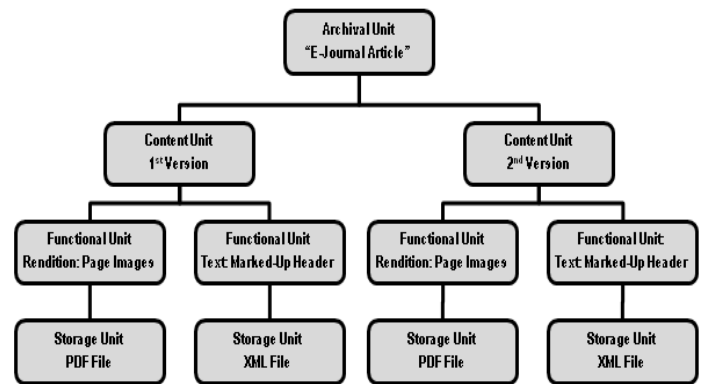 Archival Unit
“E-Journal Article”
Content Unit
1st Version
Content Unit
2nd Version
Functional Unit
Rendition: Page Images
Functional Unit
Text: Marked-Up Header
Functional Unit
Rendition: Page Images
Functional Unit:
Text: Marked-Up Header
Storage Unit
PDF File
Storage Unit
XML File
Storage Unit
PDF File
Storage Unit
XML File